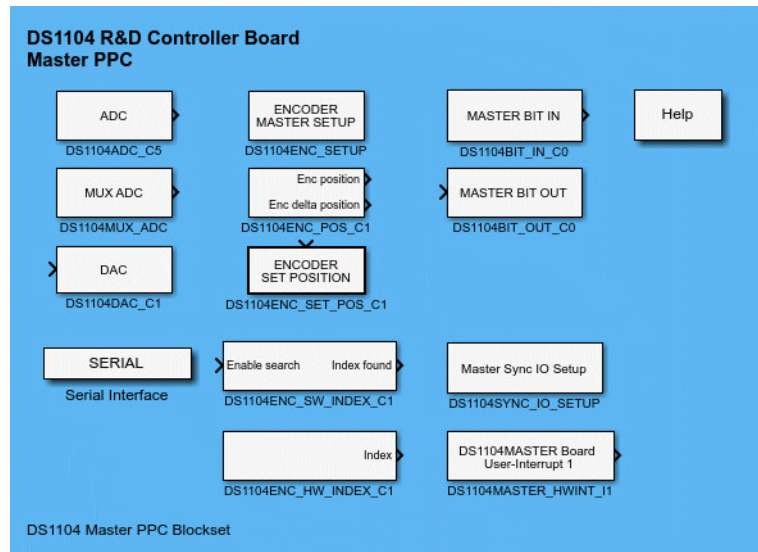 DS1104 R&D Controller Board
Master PPC
ADC
DS1104ADC_C5
ENCODER
MASTER SETUP
DS1104ENC_SETUP
MASTER BIT IN
DS1104BIT_IN_C0
Help
MUX ADC
DS1104MUX_ADC
Enc position
Enc delta position
DS1104ENC_POS_C1
MASTER BIT OUT
DS1104BIT_OUT_C0
DAC
DS1104DAC_C1
ENCODER
SET POSITION
DS1104ENC_SET_POS_C1
SERIAL
Serial Interface
Enable search Index found
DS1104ENC_SW_INDEX_C1
Master Sync IO Setup
DS1104SYNC_IO_SETUP
Index
DS1104ENC_HW_INDEX_C1
DS1104MASTER Board
User-Interrupt 1
DS1104MASTER_HWINT_I1
DS1104 Master PPC Blockset